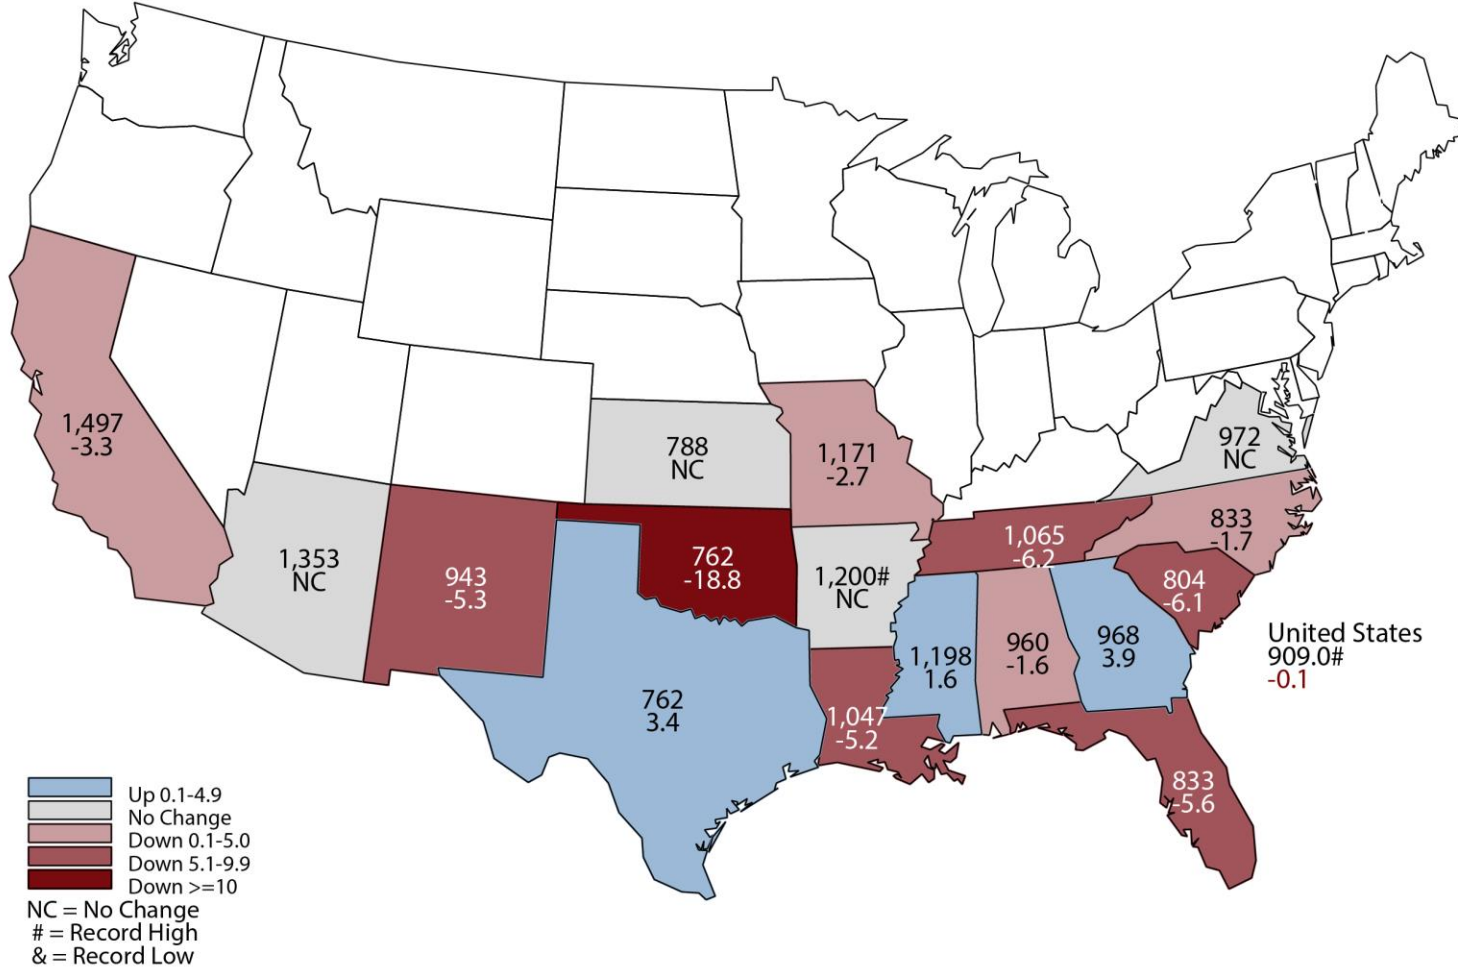 1,497
-3.3
1,353
NC
943
-5.3
788
NC
762
-18.8
762
3.4
1,171
-2.7
1,200#
NC
1,047
-5.2
1,198
1.6
1,065
-6.2
960
-1.6
968
3.9
972
NC
833
-1.7
804
-6.1
833
-5.6
United States
909.0#
-0.1
Up 0.1-4.9
No Change
Down 0.1-5.0
Down 5.1-9.9
Down >=10
NC = No Change
# = Record High
& = Record Low